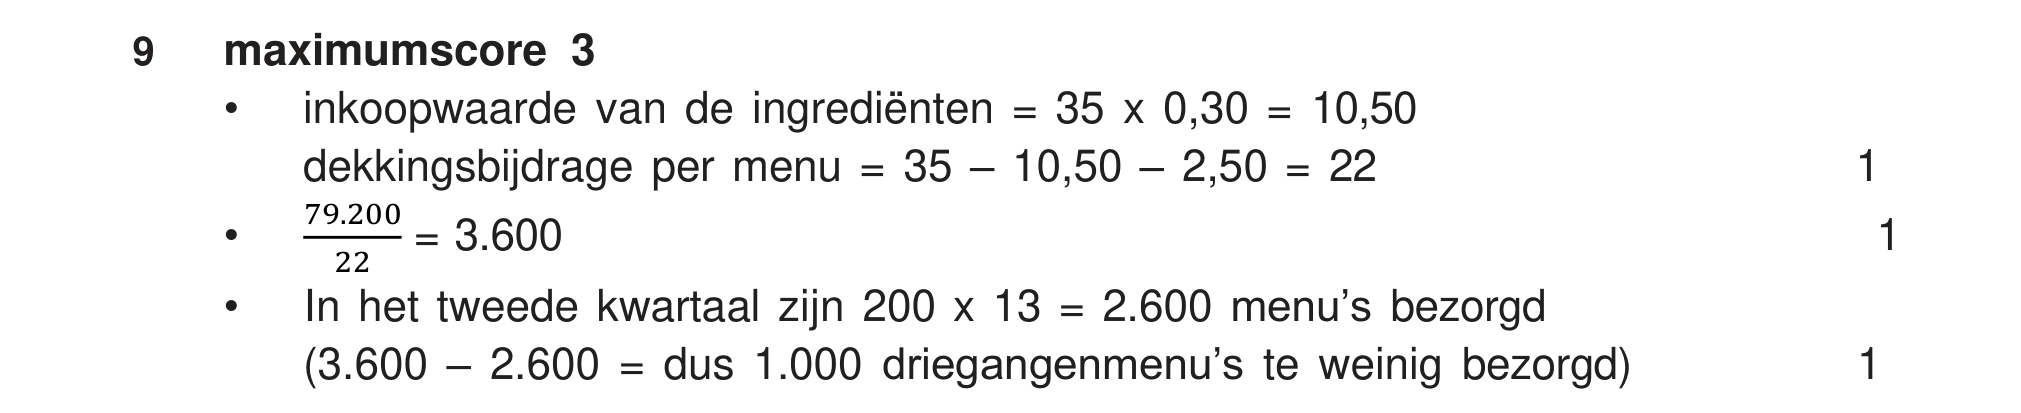 9 maximumscore 3
• inkoopwaarde van de ingrediënten = 35 x 0,30 = 10,50
dekkingsbijdrage per menu = 35 – 10,50 – 2,50 = 22 1
• 79.200/22 = 3.600 1
• In het tweede kwartaal zijn 200 x 13 = 2.600 menu’s bezorgd
(3.600 – 2.600 = dus 1.000 driegangenmenu’s te weinig bezorgd) 1